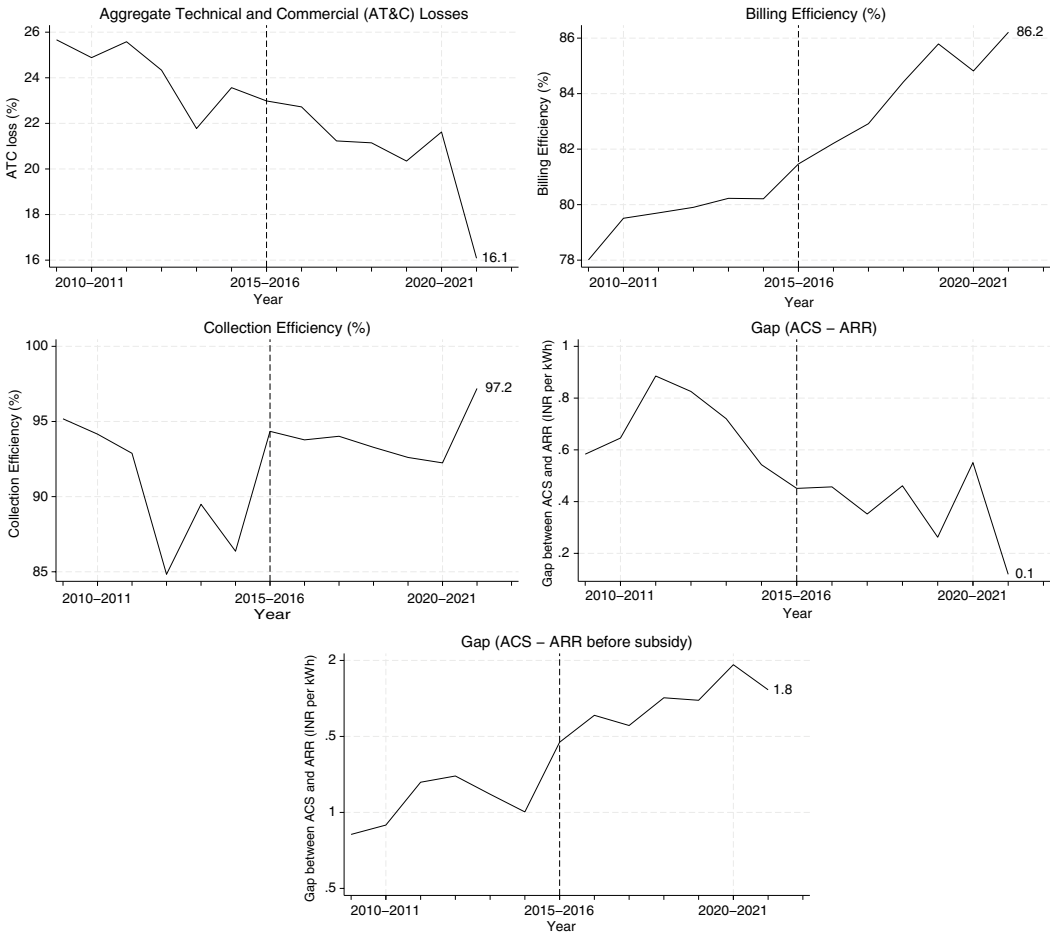 Aggregate Technical and Commercial (AT&C) Losses
ATC loss (%)
26
24
22
20
18
16
16.1
2010–2011
2015–2016
2020–2021
Year
Billing Efficiency (%)
Billing Efficiency (%)
86
84
82
80
78
86.2
2010–2011
2015–2016
2020–2021
Year
Collection Efficiency (%)
Collection Efficiency (%)
100
95
90
85
97.2
2010–2011
2015–2016
2020–2021
Year
Gap (ACS – ARR)
Gap between ACS and ARR (INR per kWh)
1
.8
.6
.4
.2
0.1
2010–2011
2015–2016
2020–2021
Year
Gap (ACS – ARR before subsidy)
Gap between ACS and ARR (INR per kWh)
2
.5
1
.5
1.8
2010–2011
2015–2016
2020–2021
Year